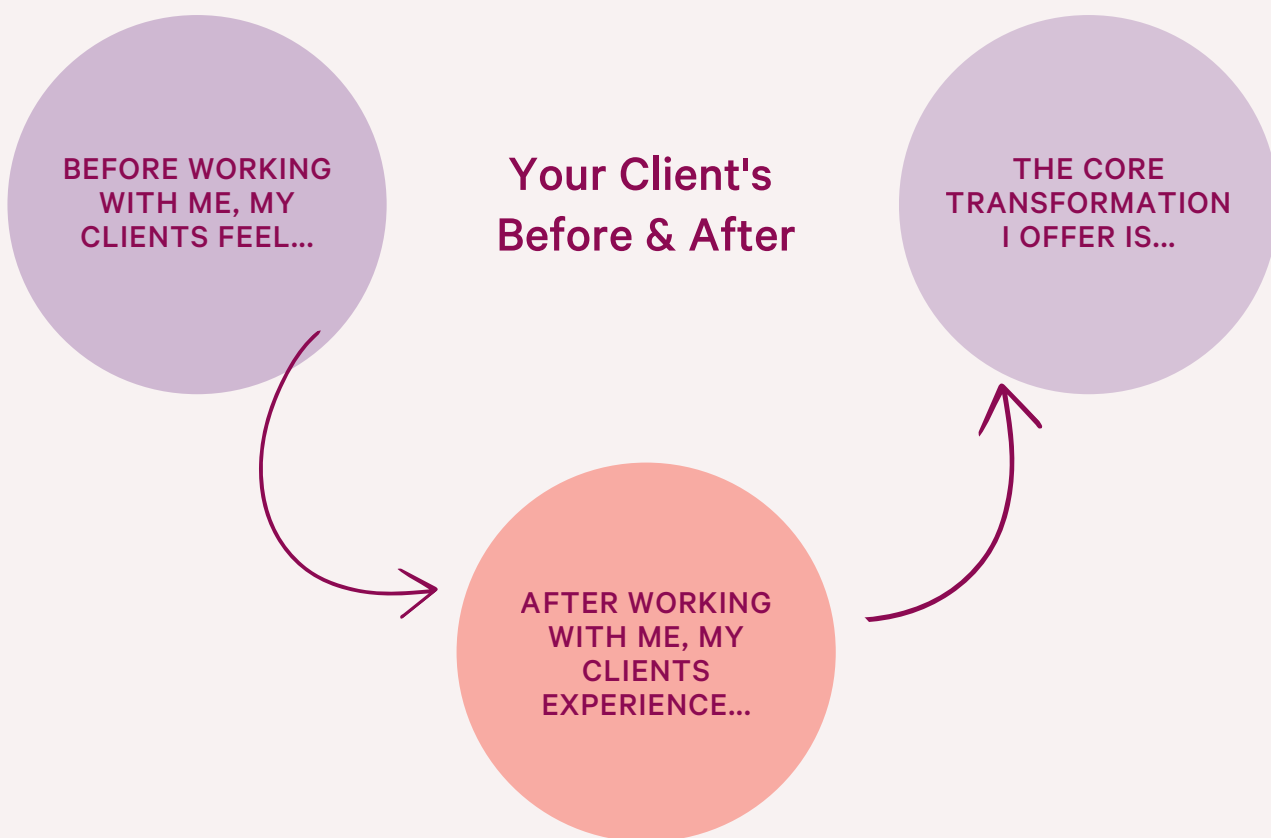 Your Client's
Before & After
BEFORE WORKING
WITH ME, MY
CLIENTS FEEL...
AFTER WORKING
WITH ME, MY
CLIENTS
EXPERIENCE...
THE CORE
TRANSFORMATION
I OFFER IS...